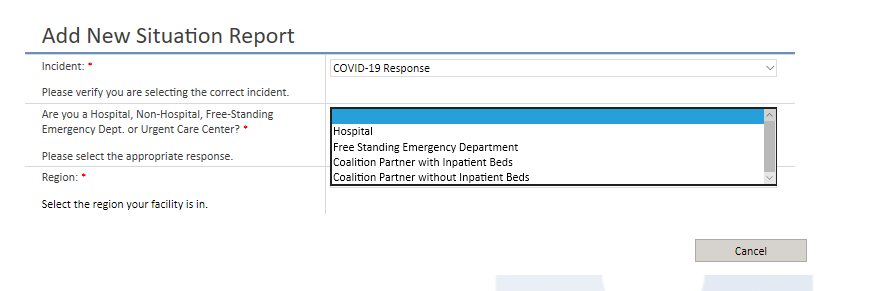 Add New Situation Report
Incident: *
COVID-19 Response
Please verify you are selecting the correct incident.
Are you a Hospital, Non-Hospital, Free-Standing
Emergency Dept. or Urgent Care Center? *
Please select the appropriate response.
Hospital
Free Standing Emergency Department
Coalition Partner with Inpatient Beds
Coalition Partner without Inpatient Beds
Region: *
Select the region your facility is in.
Cancel